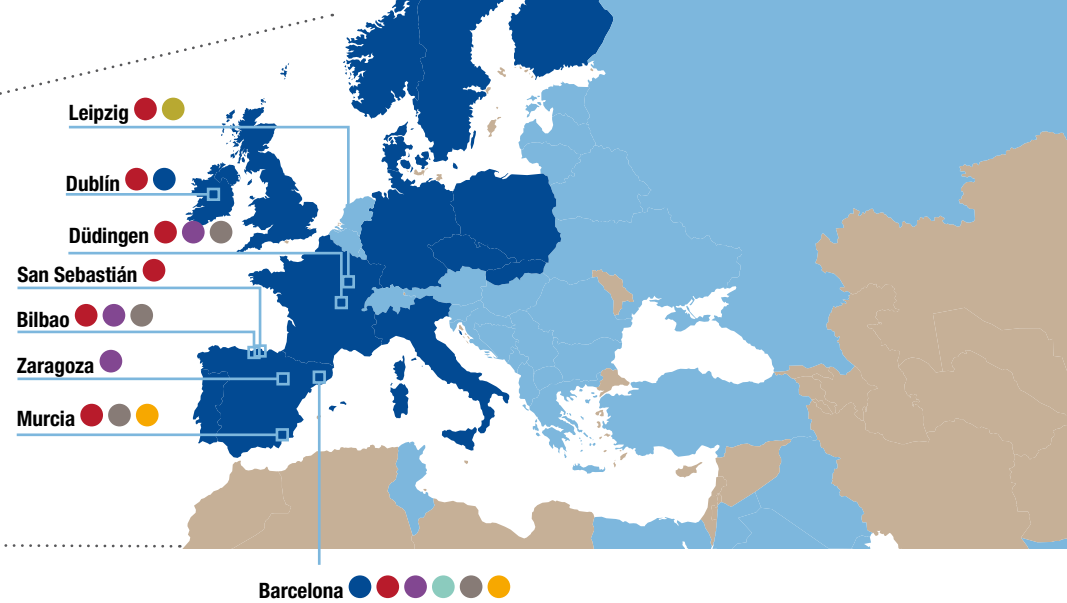 Leipzig
Dublín
Düdingen
San Sebastián
Bilbao
Zaragoza
Murcia
Barcelona